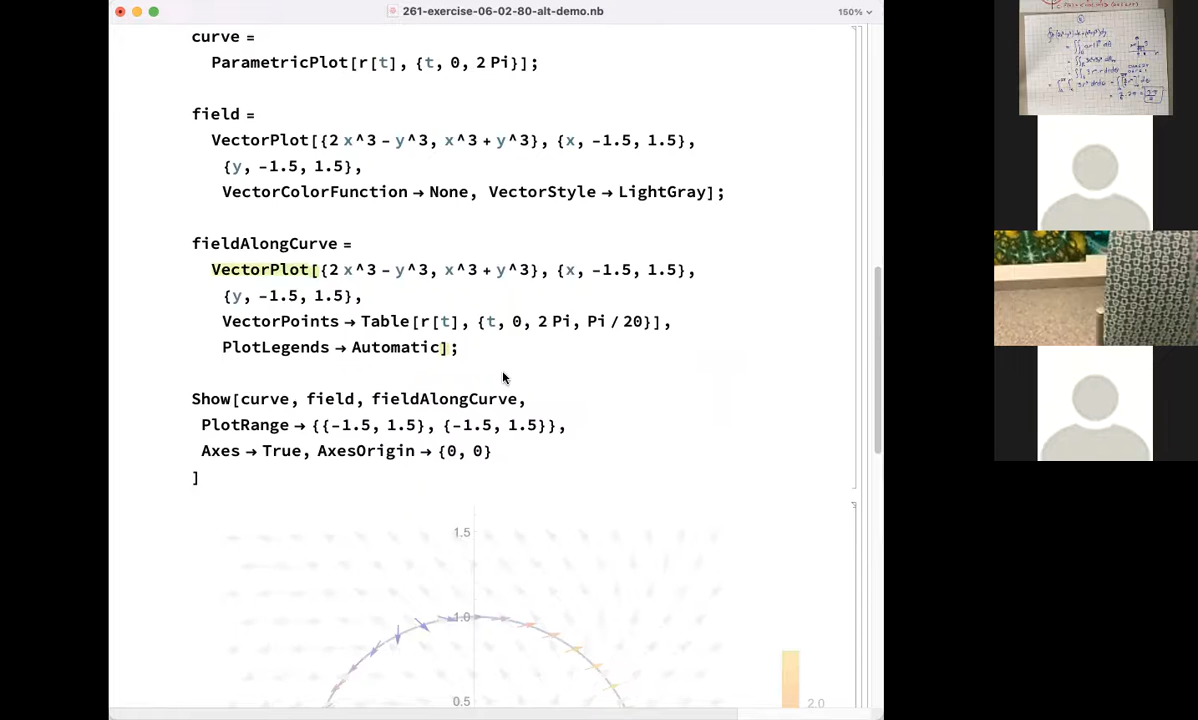 261-exercise-06-02-80-alt-demo.nb
150%
curve =
ParametricPlot[r[t], {t, 0, 2 Pi}];
field =
VectorPlot[{2 x^3 - y^3, x^3 + y^3}, {x, -1.5, 1.5},
{y, -1.5, 1.5},
VectorColorFunction → None, VectorStyle → LightGray];
fieldAlongCurve =
VectorPlot[{2 x^3 - y^3, x^3 + y^3}, {x, -1.5, 1.5},
{y, -1.5, 1.5},
VectorPoints → Table[r[t], {t, 0, 2 Pi, Pi / 20}],
PlotLegends → Automatic];
Show[curve, field, fieldAlongCurve,
PlotRange → {{-1.5, 1.5}, {-1.5, 1.5}},
Axes → True, AxesOrigin → {0, 0}
]
1.5
1.0
0.5
2.0